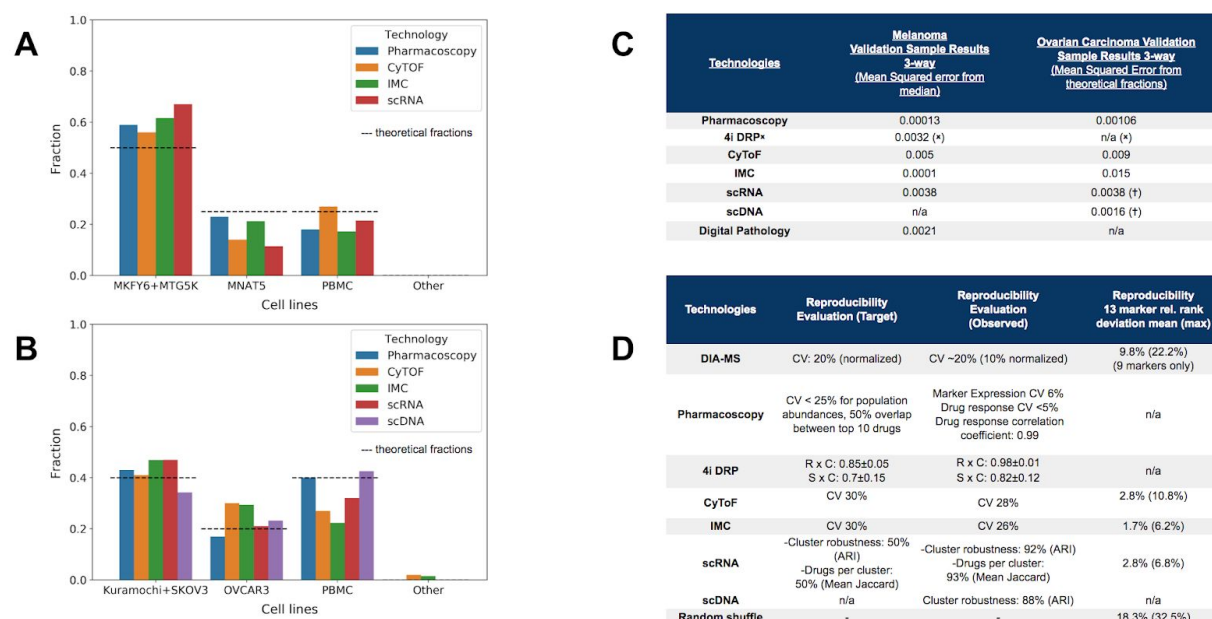 A
1.0
0.8
0.6
0.4
0.2
0.0
Fraction
Technology
Pharmacoscopy
CyTOF
IMC
scRNA
--- theoretical fractions
MKFY6+MTG5K MNAT5 PBMC Other
Cell lines
B
1.0
0.8
0.6
0.4
0.2
0.0
Fraction
Technology
Pharmacoscopy
CyTOF
IMC
scRNA
scDNA
--- theoretical fractions
Kuramochi+SKOV3 OVCAR3 PBMC Other
Cell lines
C
Technologies
Melanoma
Validation Sample Results
3-way
(Mean Squared error from
median)
Ovarian Carcinoma Validation
Sample Results 3-way
(Mean Squared Error from
theoretical fractions)
Pharmacoscopy 0.00013 0.00106
4i DRPˣ 0.0032 (ˣ) n/a (ˣ)
CyToF 0.005 0.009
IMC 0.0001 0.015
scRNA 0.0038 0.0038 (†)
scDNA n/a 0.0016 (†)
Digital Pathology 0.0021 n/a
D
Technologies
Reproducibility
Evaluation (Target)
Reproducibility
Evaluation
(Observed)
Reproducibility
13 marker rel. rank
deviation mean (max)
DIA-MS
CV: 20% (normalized)
CV ~20% (10% normalized)
9.8% (22.2%)
(9 markers only)
Pharmacoscopy
CV < 25% for population
abundances, 50% overlap
between top 10 drugs
Marker Expression CV 6%
Drug response CV <5%
Drug response correlation
coefficient: 0.99
n/a
4i DRP
R x C: 0.85±0.05
S x C: 0.7±0.15
R x C: 0.98±0.01
S x C: 0.82±0.12
n/a
CyToF CV 30% CV 28% 2.8% (10.8%)
IMC CV 30% CV 26% 1.7% (6.2%)
scRNA
-Cluster robustness: 50%
(ARI)
-Drugs per cluster:
50% (Mean Jaccard)
-Cluster robustness: 92% (ARI)
-Drugs per cluster:
93% (Mean Jaccard)
2.8% (6.8%)
scDNA n/a Cluster robustness: 88% (ARI) n/a
Random shuffle - - 18.3% (32.5%)